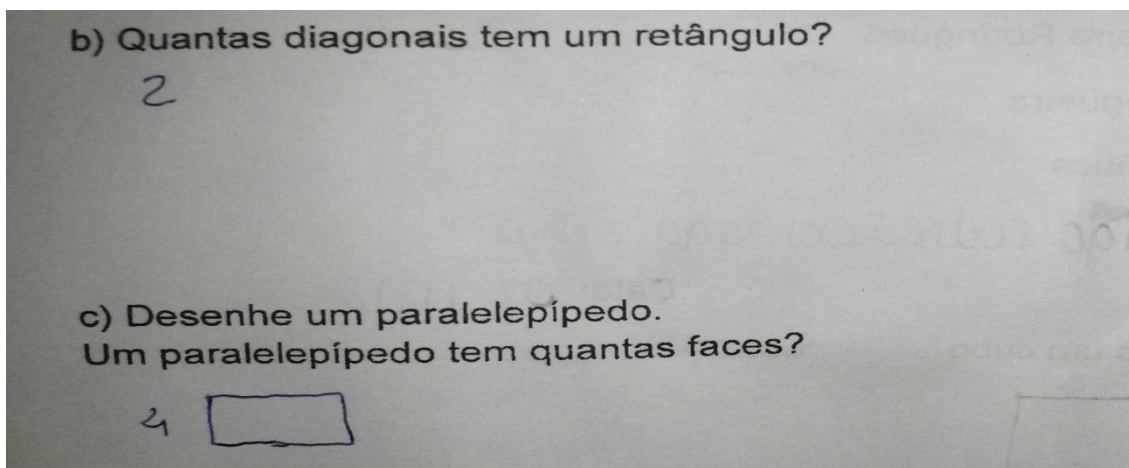 b) Quantas diagonais tem um retângulo?
2
c) Desenhe um paralelepípedo.
Um paralelepípedo tem quantas faces?
4